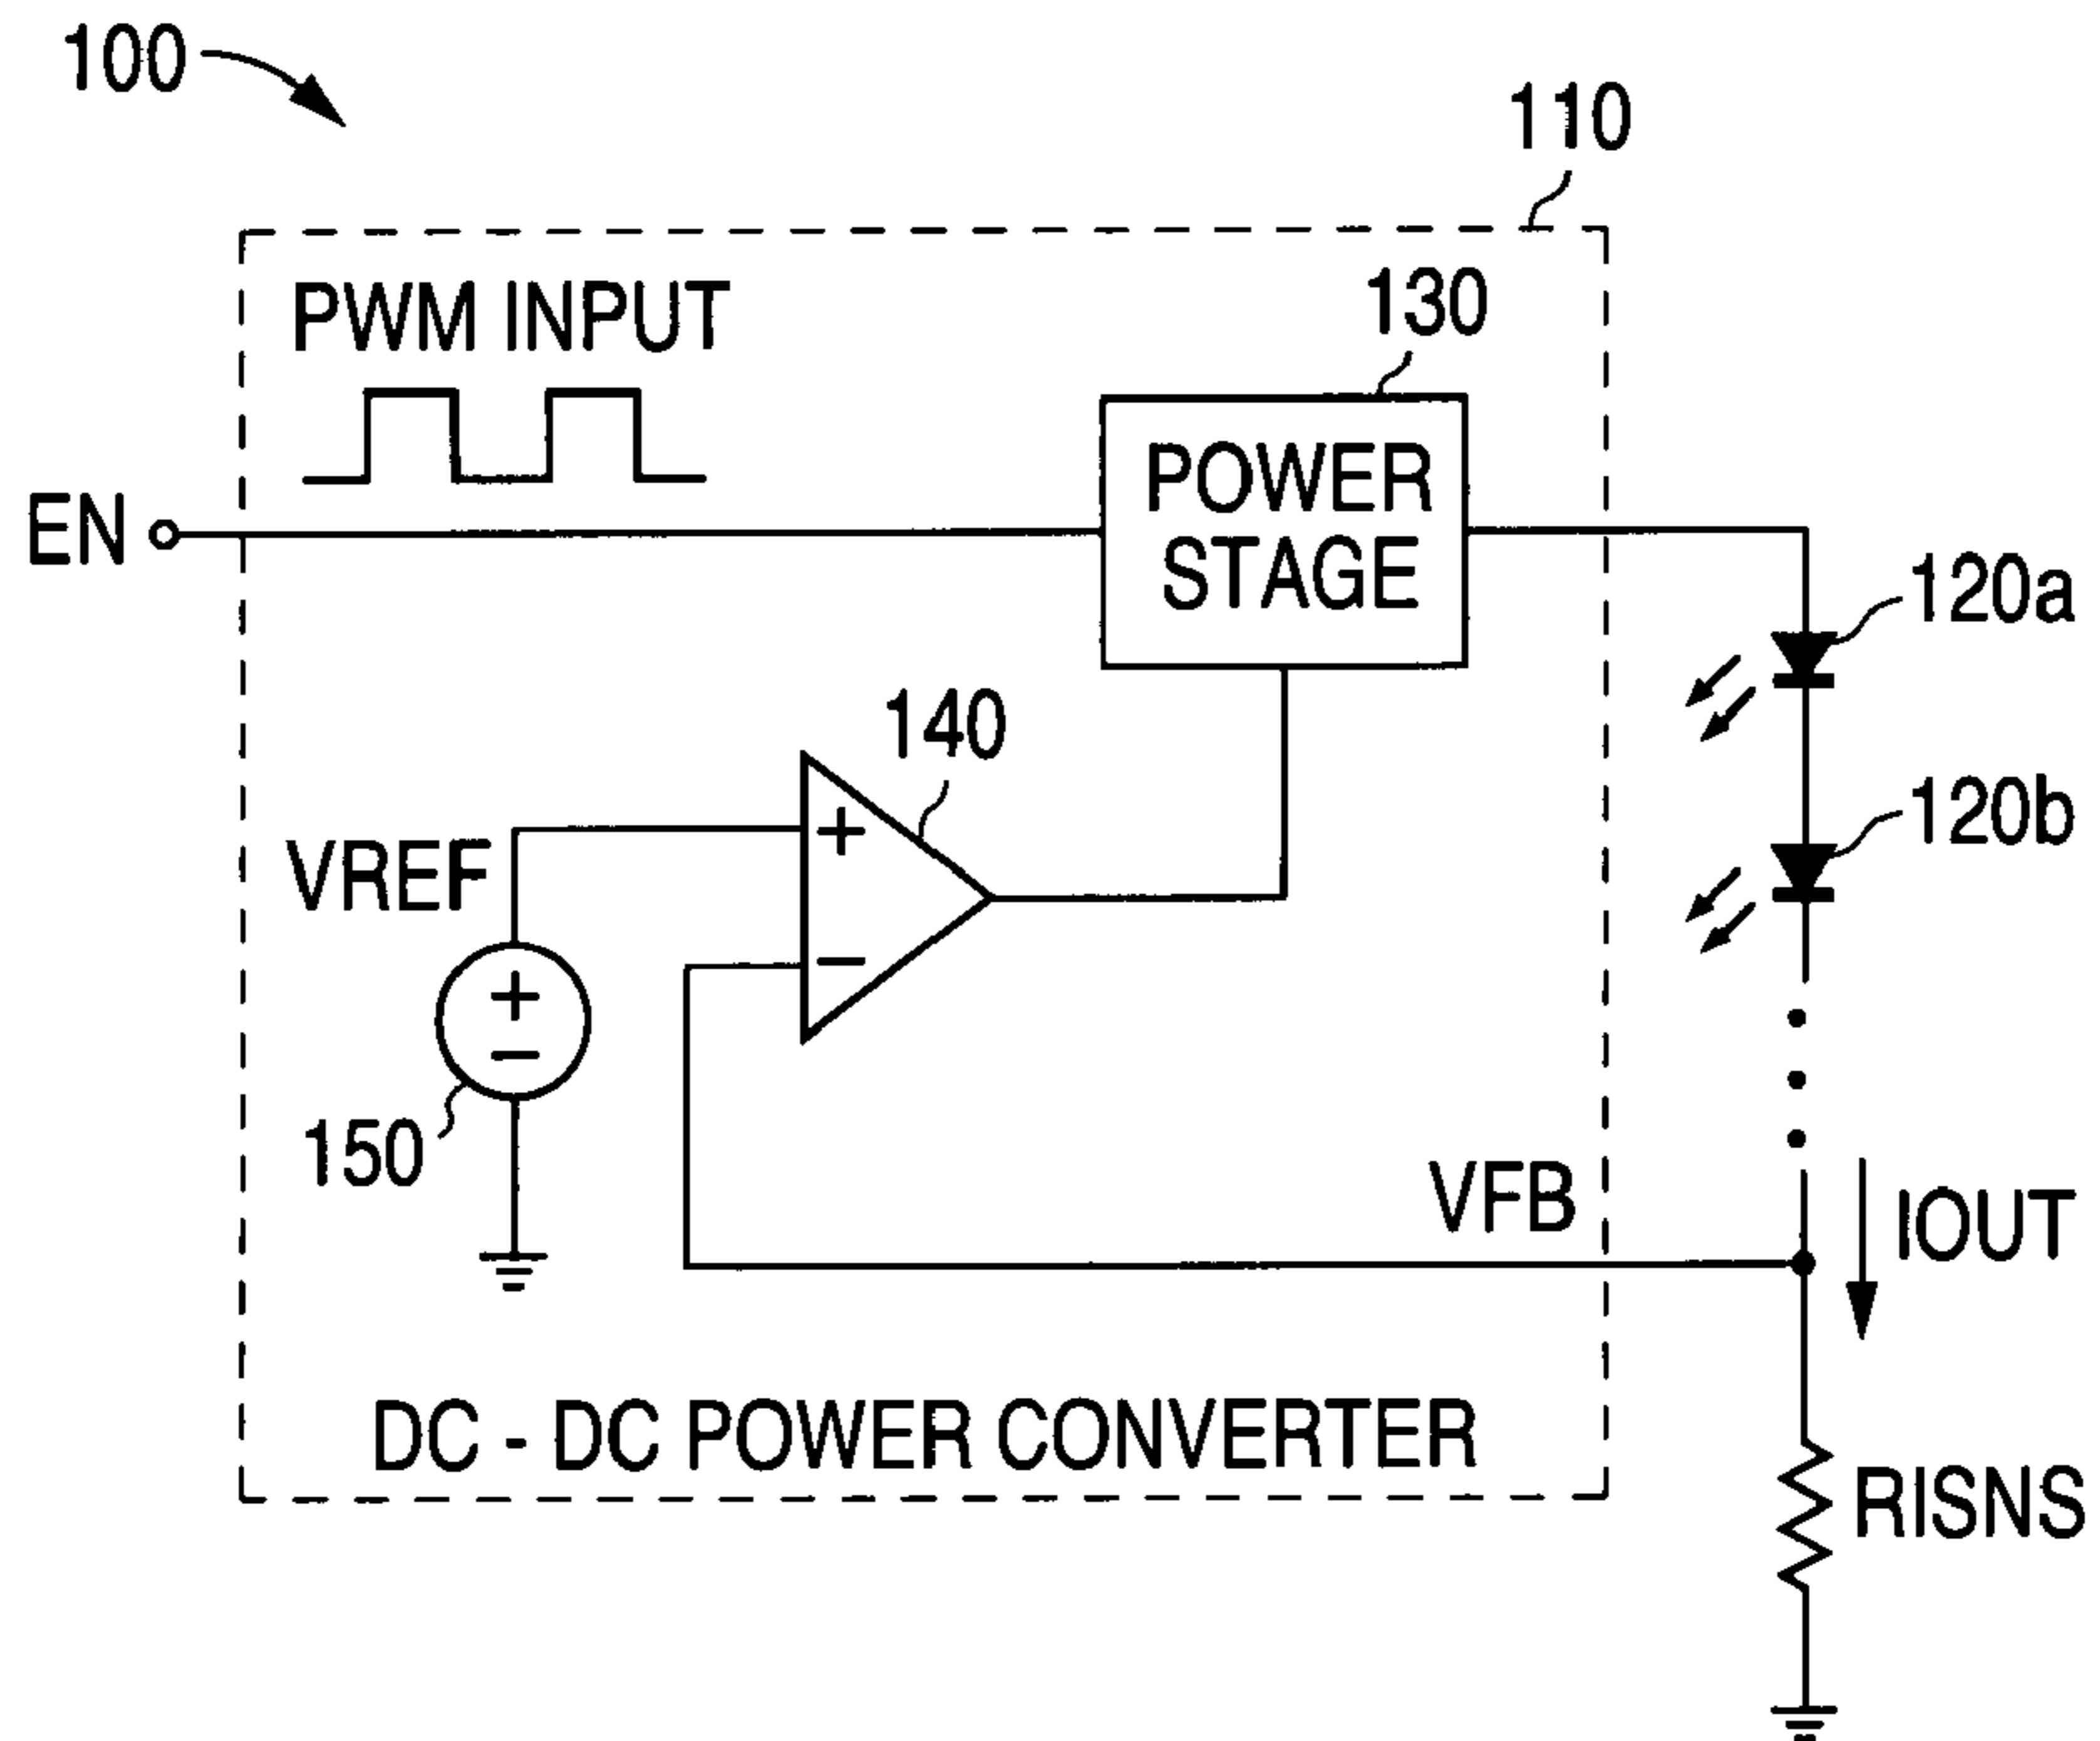 100
110
PWM INPUT
130
POWER
STAGE
EN
120a
140
120b
VREF
+
−
+
−
150
VFB
IOUT
DC - DC POWER CONVERTER
RISNS